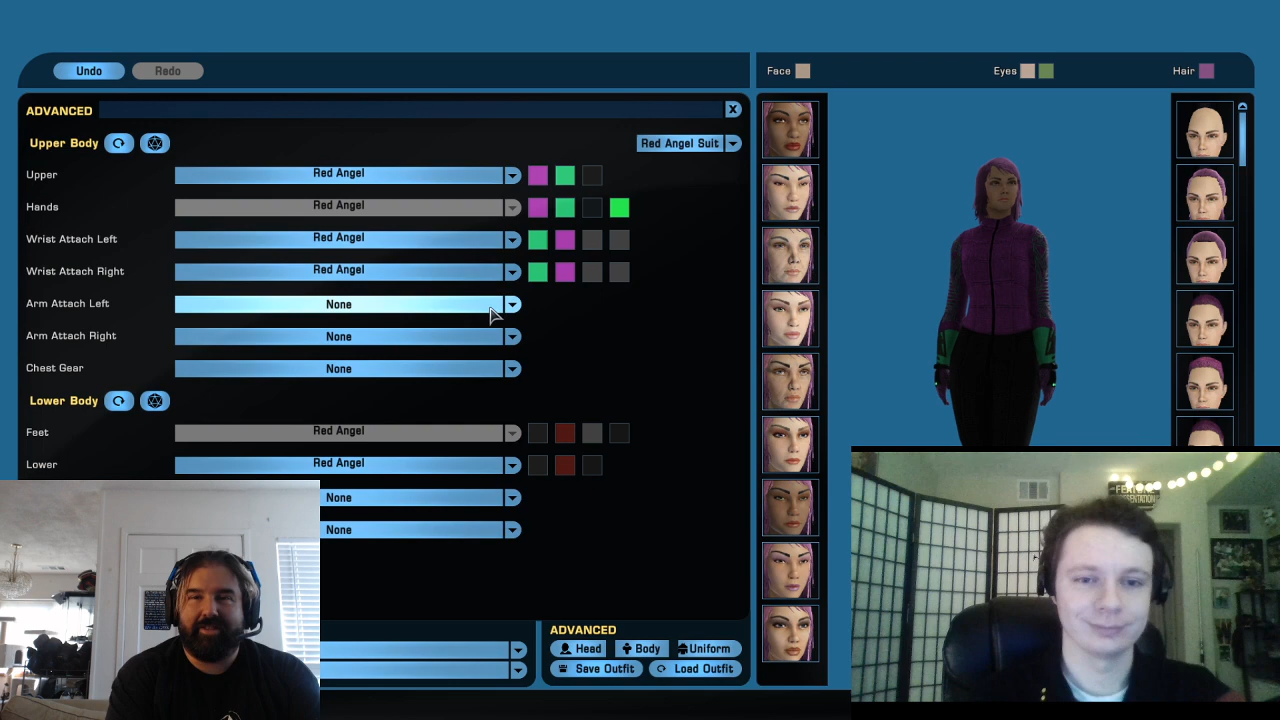 Undo
Redo
Face
Eyes
Hair
ADVANCED
X
Upper Body
Red Angel Suit
Upper
Red Angel
Hands
Red Angel
Wrist Attach Left
Red Angel
Wrist Attach Right
Red Angel
Arm Attach Left
None
Arm Attach Right
None
Chest Gear
None
Lower Body
Feet
Red Angel
Lower
Red Angel
None
None
ADVANCED
Head
Body
Uniform
Save Outfit
Load Outfit